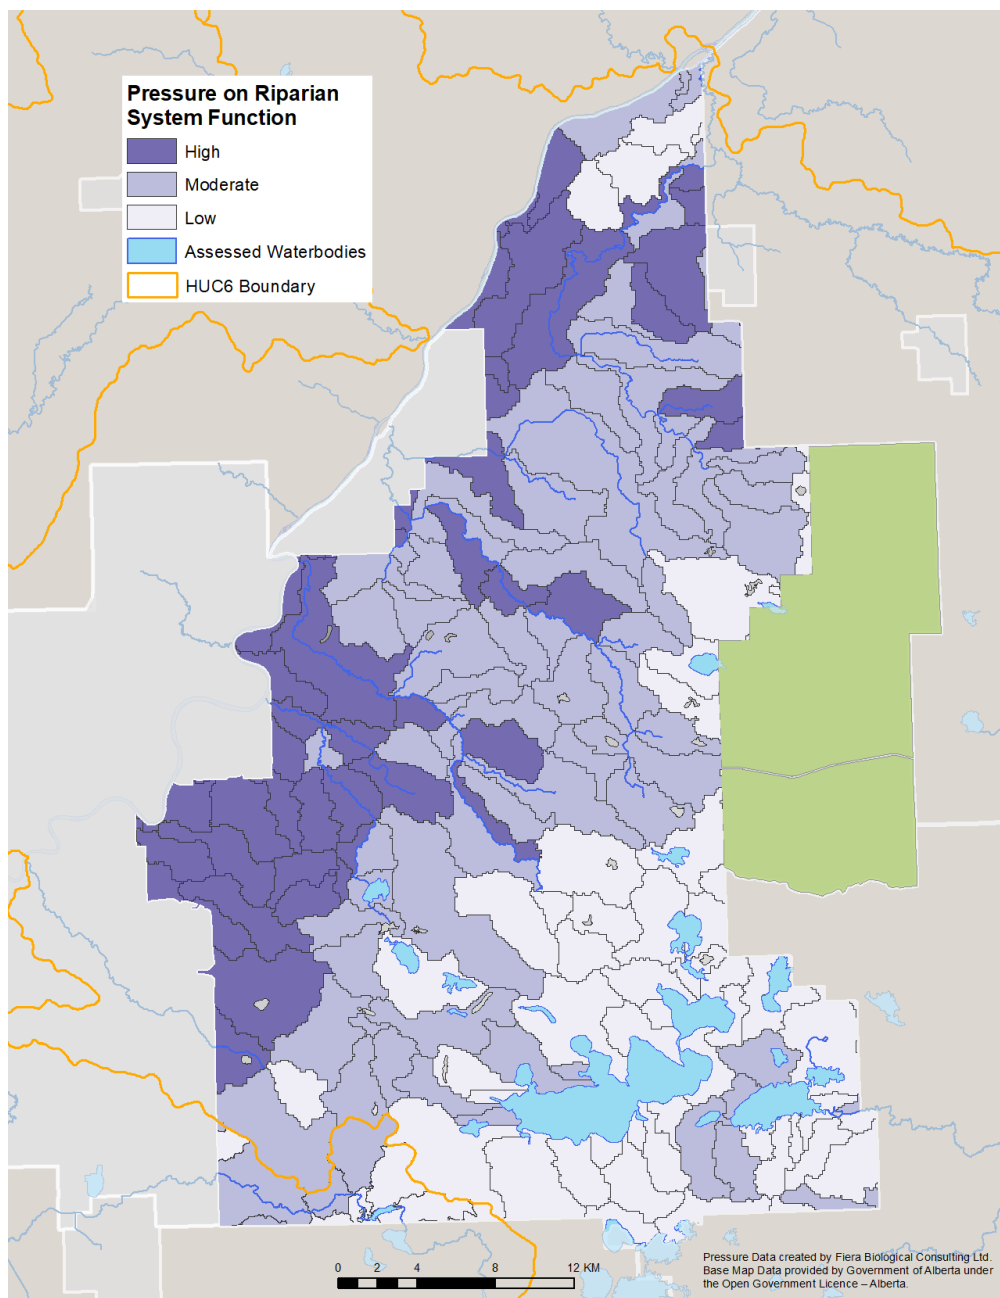 Pressure on Riparian
System Function
High
Moderate
Low
Assessed Waterbodies
HUC6 Boundary
0 2 4 8 12 KM
Pressure Data created by Fiera Biological Consulting Ltd.
Base Map Data provided by Government of Alberta under
the Open Government Licence – Alberta.